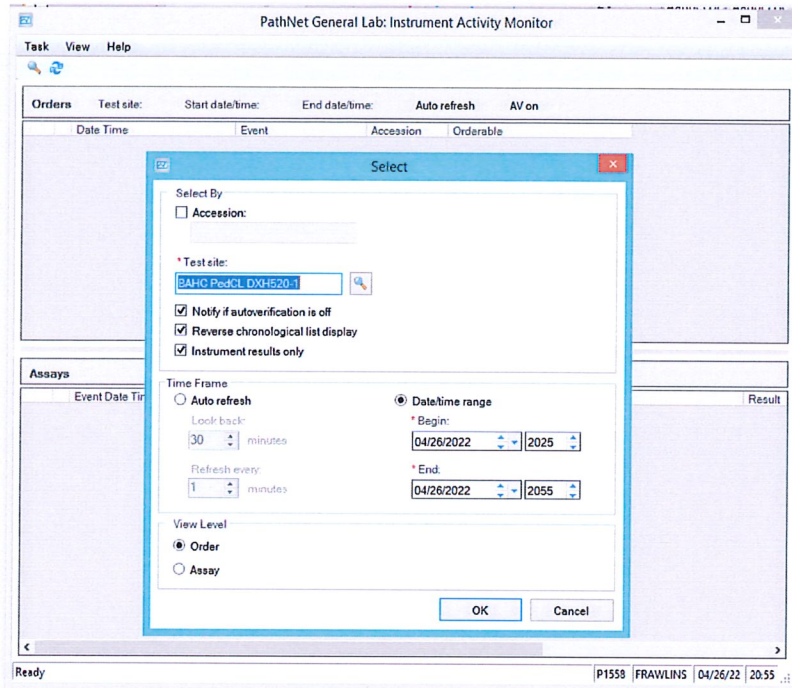 PathNet General Lab: Instrument Activity Monitor
Task View Help
Orders Test site: Start date/time: End date/time: Auto refresh AV on
Date Time Event Accession Orderable
Select
Select By
Accession:
* Test site:
BAHC PedCL DXH520-1
Notify if autoverification is off
Reverse chronological list display
Instrument results only
Assays
Event Date Tim
Result
Time Frame
Auto refresh
Date/time range
Look back:
* Begin:
30 minutes
04/26/2022 2025
Refresh every:
* End:
1 minutes
04/26/2022 2055
View Level
Order
Assay
OK Cancel
Ready P1558 FRAWLINS 04/26/22 20:55